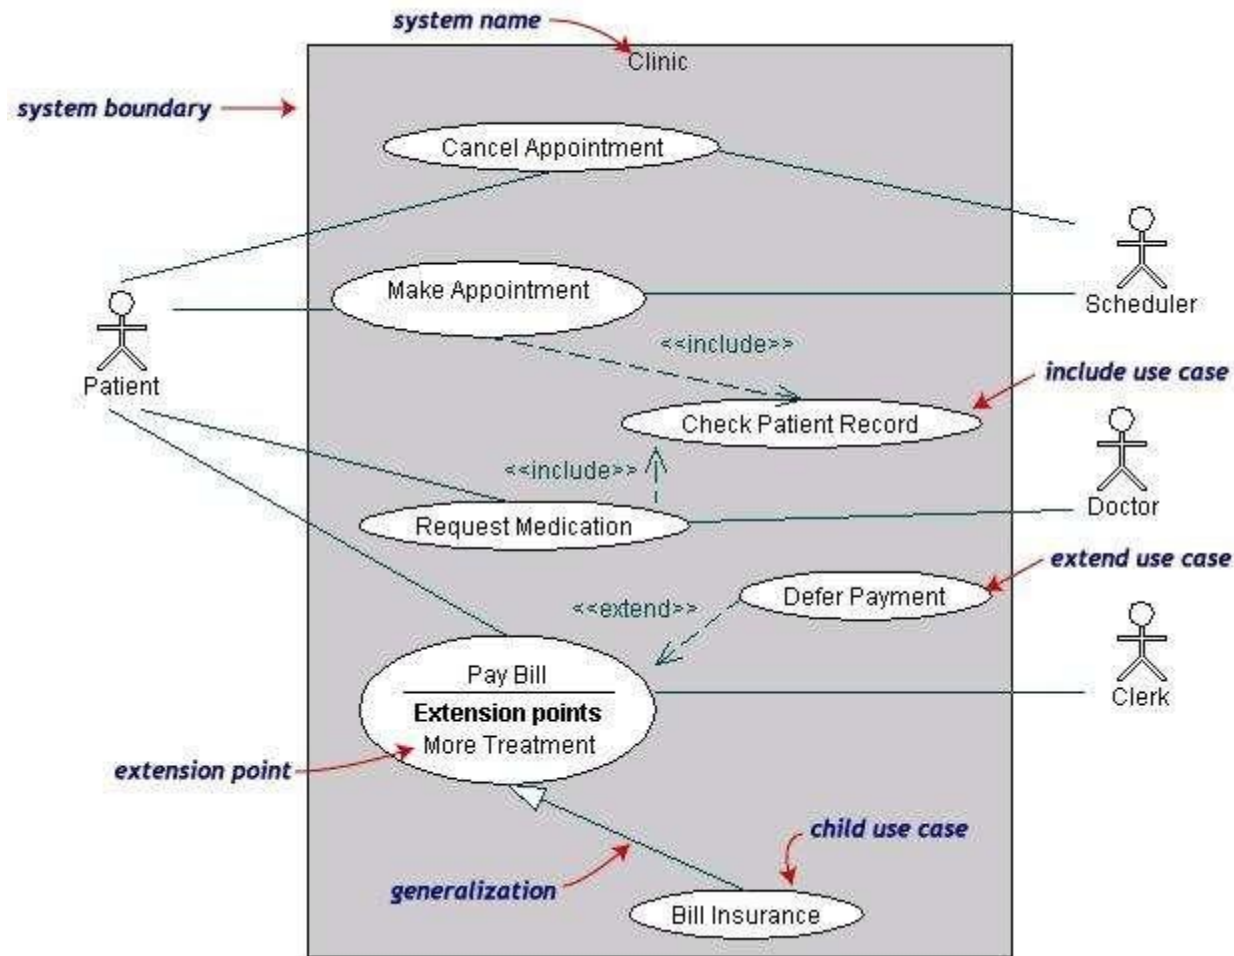 system name
Clinic
system boundary
Cancel Appointment
Make Appointment
Scheduler
<<include>>
Patient
include use case
Check Patient Record
<<include>>
Request Medication
Doctor
extend use case
Defer Payment
<<extend>>
Pay Bill
Clerk
Extension points
More Treatment
extension point
child use case
generalization
Bill Insurance